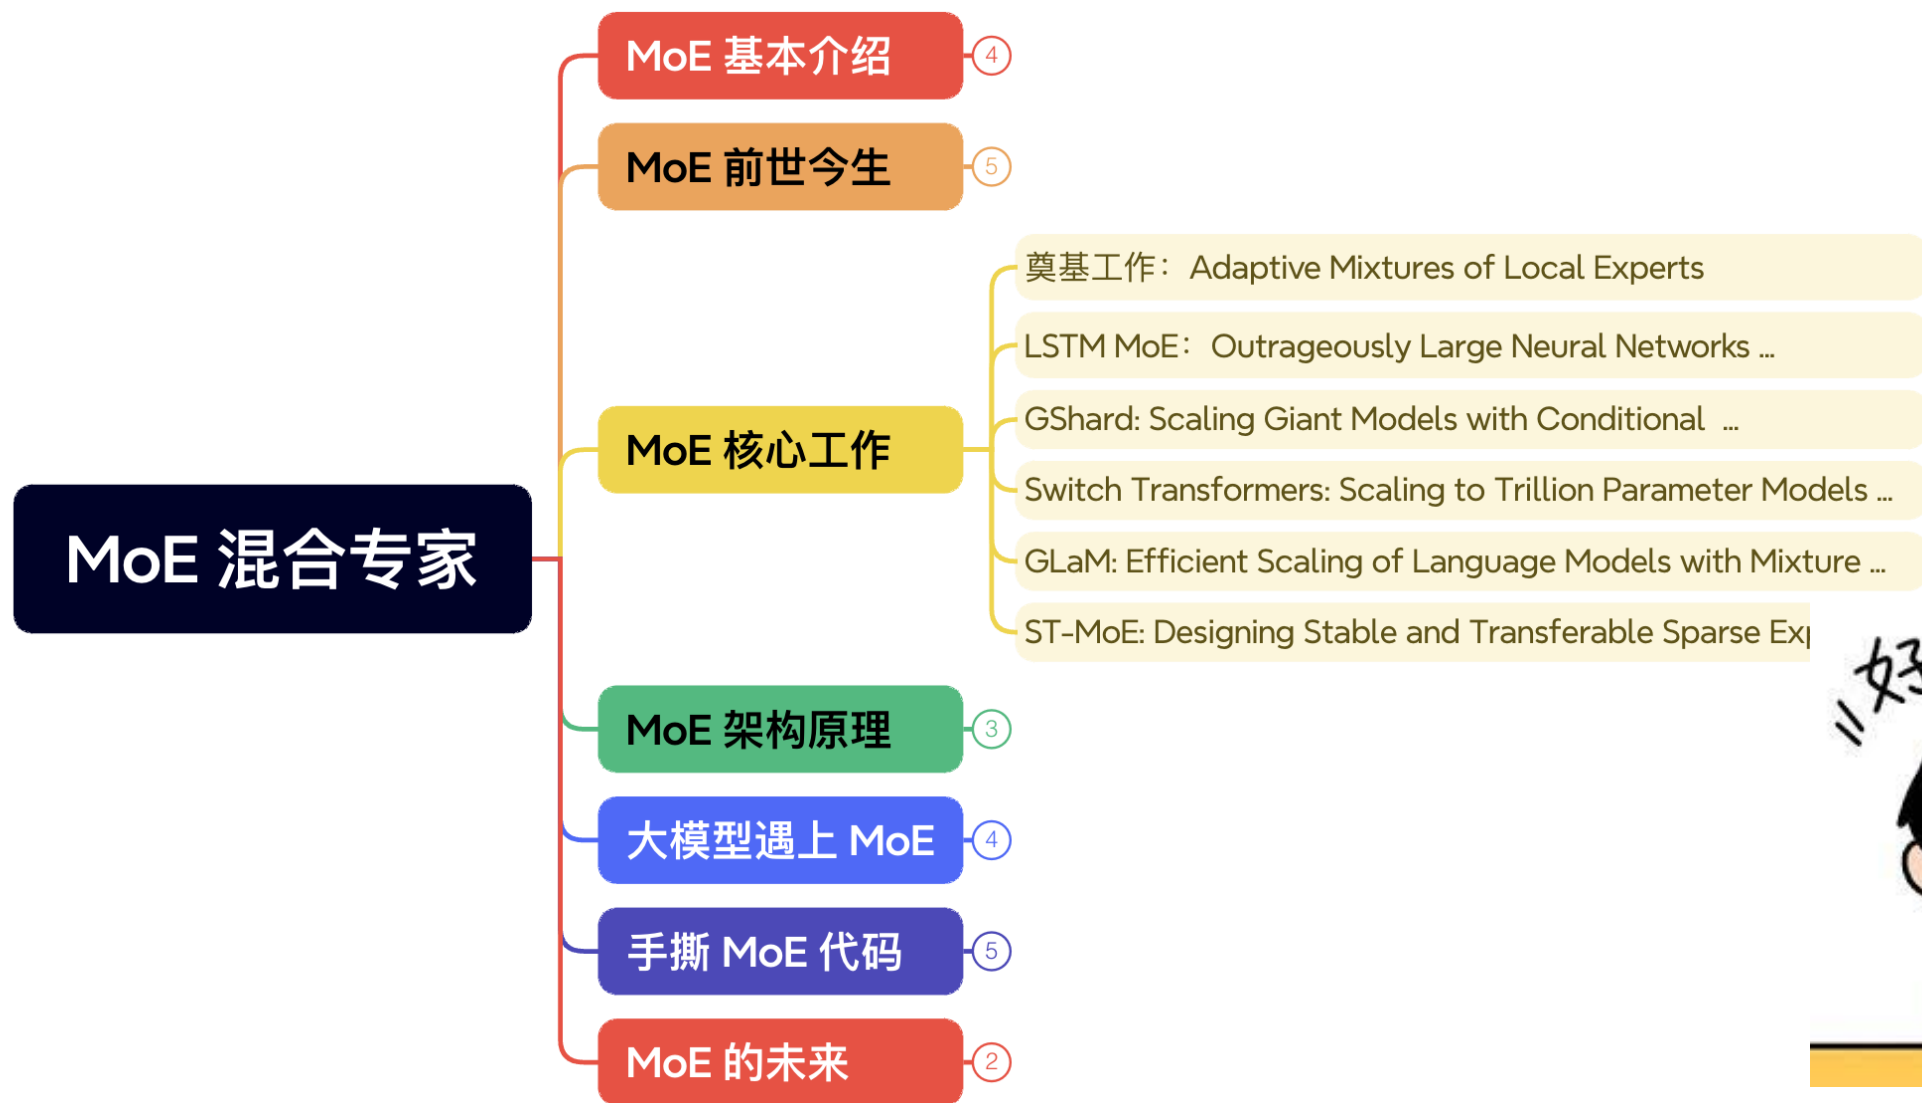 MoE 基本介绍 4
MoE 前世今生 5
奠基工作：Adaptive Mixtures of Local Experts
LSTM MoE：Outrageously Large Neural Networks ...
GShard: Scaling Giant Models with Conditional ...
MoE 核心工作
Switch Transformers: Scaling to Trillion Parameter Models ...
GLaM: Efficient Scaling of Language Models with Mixture ...
MoE 混合专家
ST-MoE: Designing Stable and Transferable Sparse
好
MoE 架构原理 3
大模型遇上 MoE 4
手撕 MoE 代码 5
MoE 的未来 2